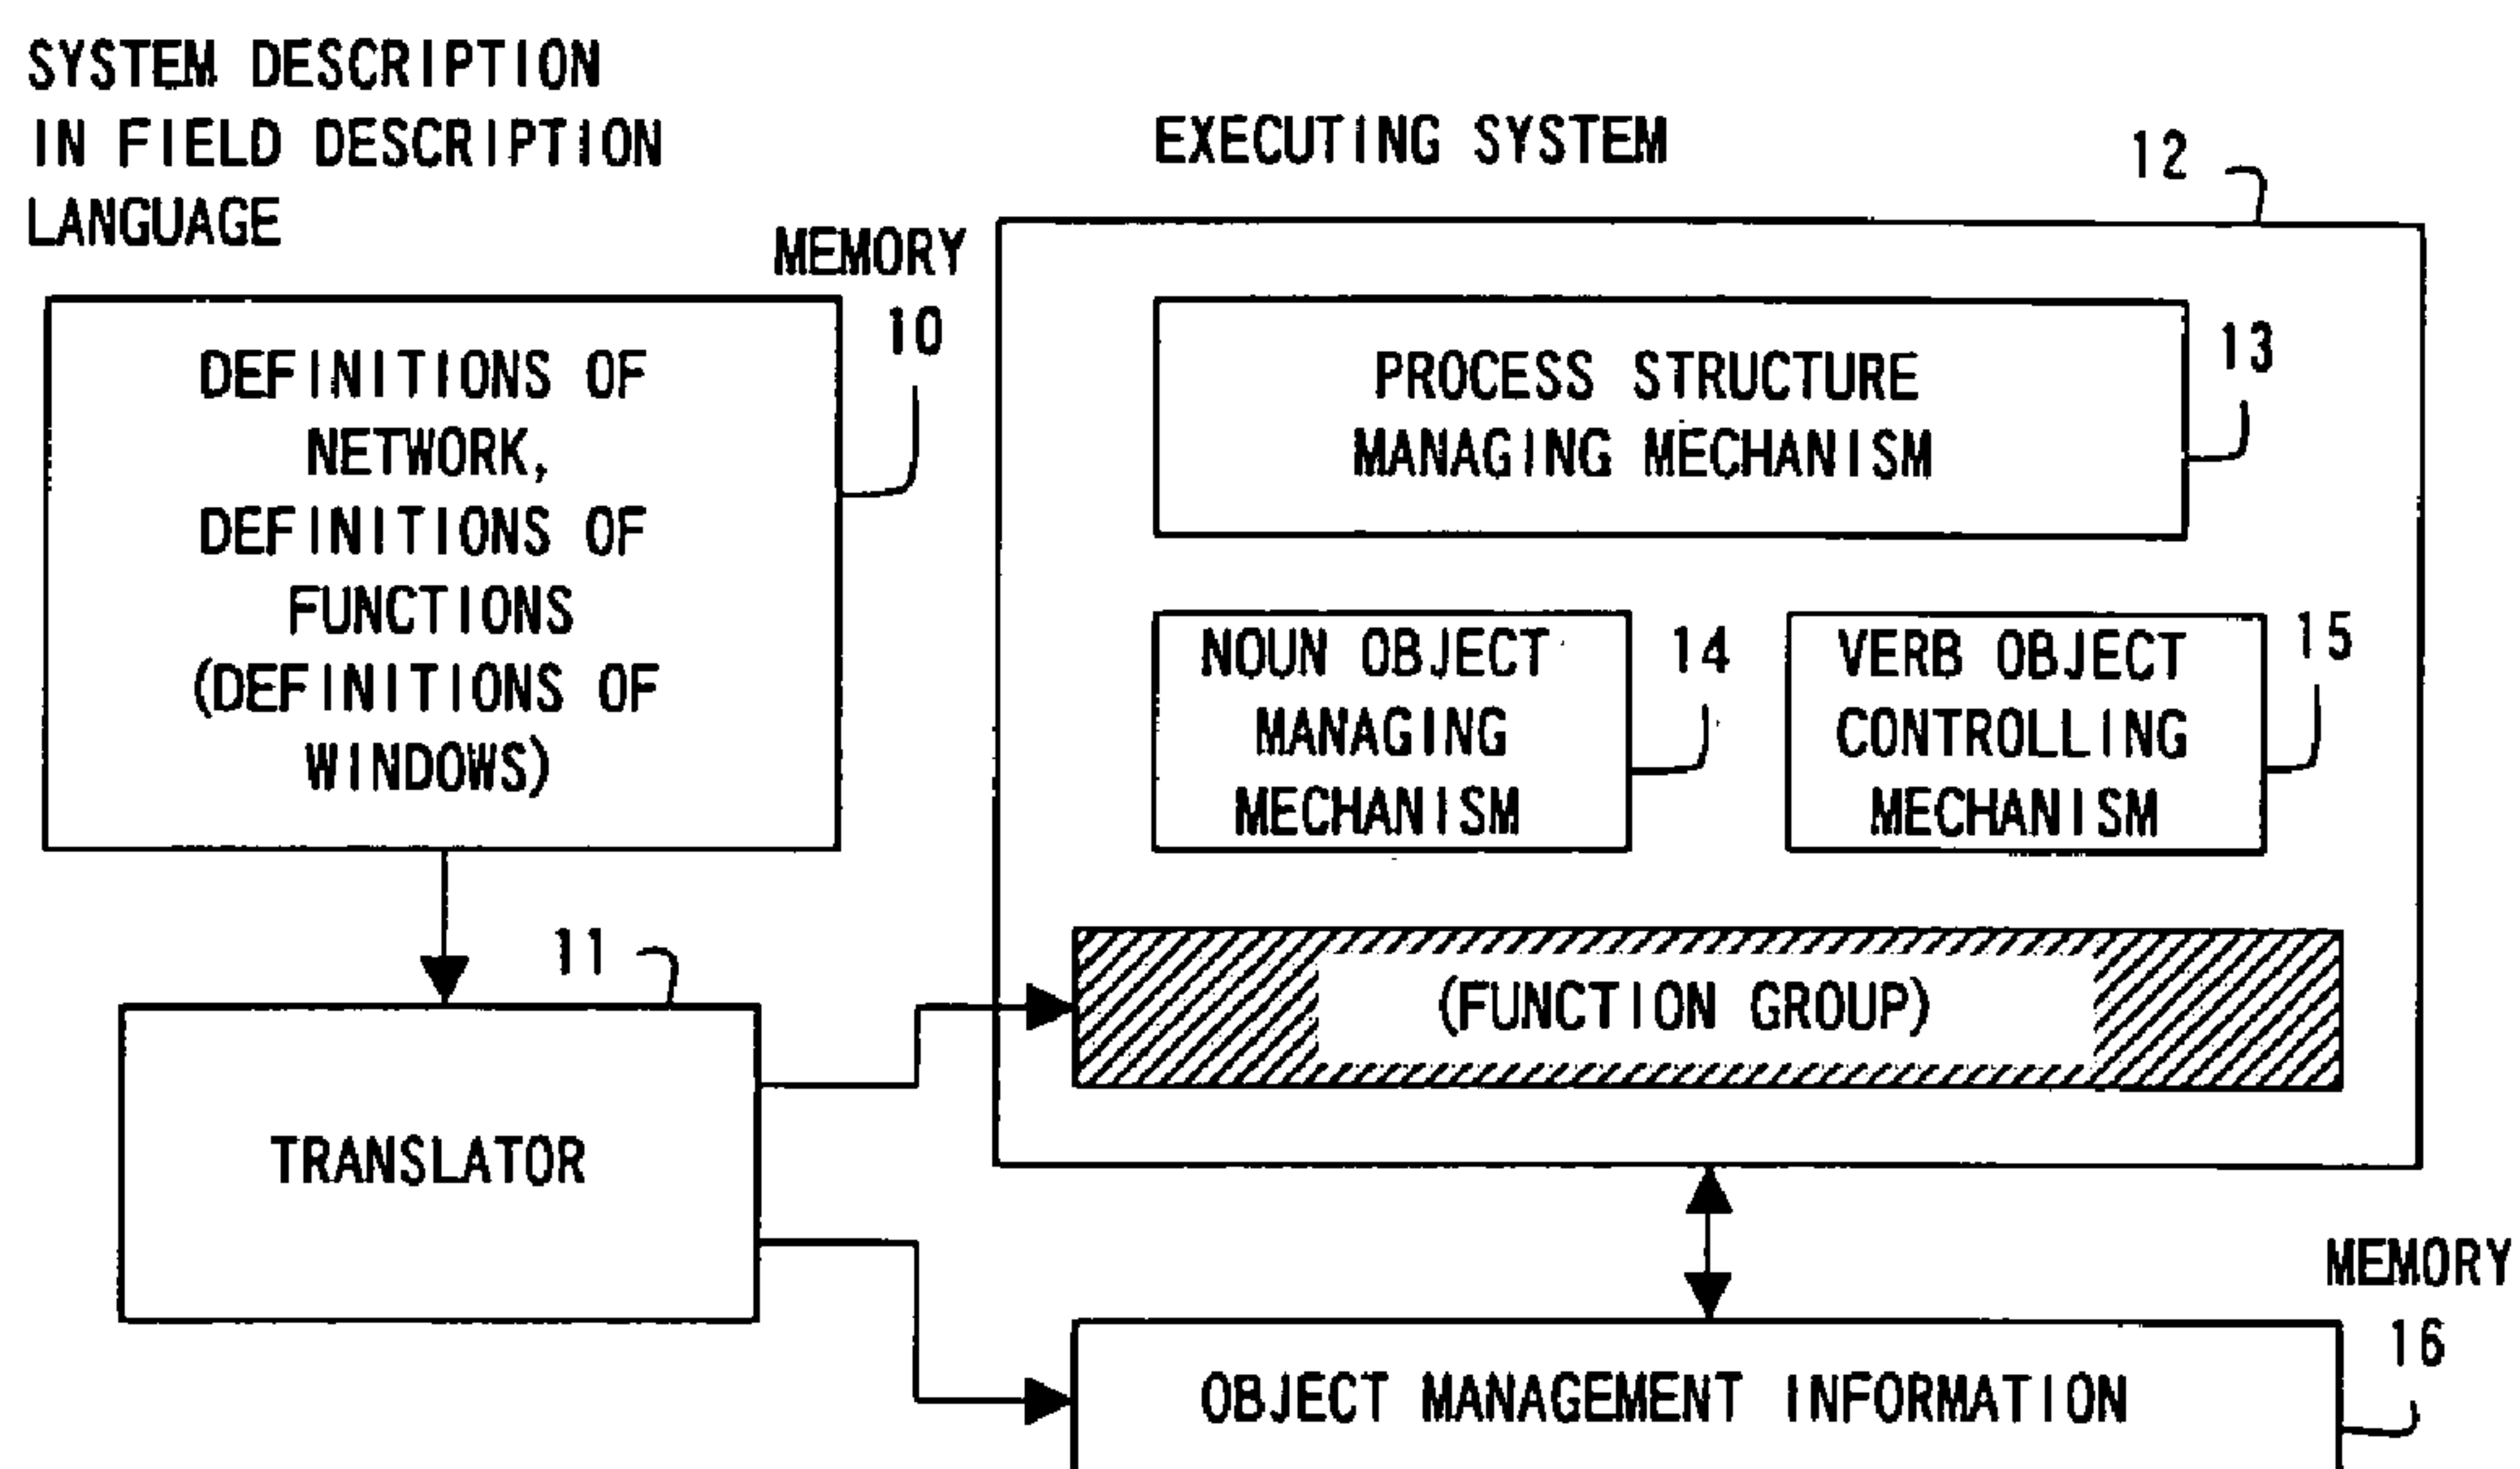 SYSTEM DESCRIPTION
IN FIELD DESCRIPTION
LANGUAGE
MEMORY
10
DEFINITIONS OF
NETWORK,
DEFINITIONS OF
FUNCTIONS
(DEFINITIONS OF
WINDOWS)
11
TRANSLATOR
EXECUTING SYSTEM
12
PROCESS STRUCTURE
MANAGING MECHANISM
13
NOUN OBJECT
MANAGING
MECHANISM
14
VERB OBJECT
CONTROLLING
MECHANISM
15
(FUNCTION GROUP)
MEMORY
16
OBJECT MANAGEMENT INFORMATION